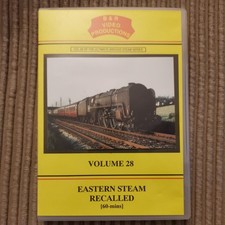 B & R
VIDEO
PRODUCTIONS
VOLUME 28
EASTERN STEAM
RECALLED
[60-mins]